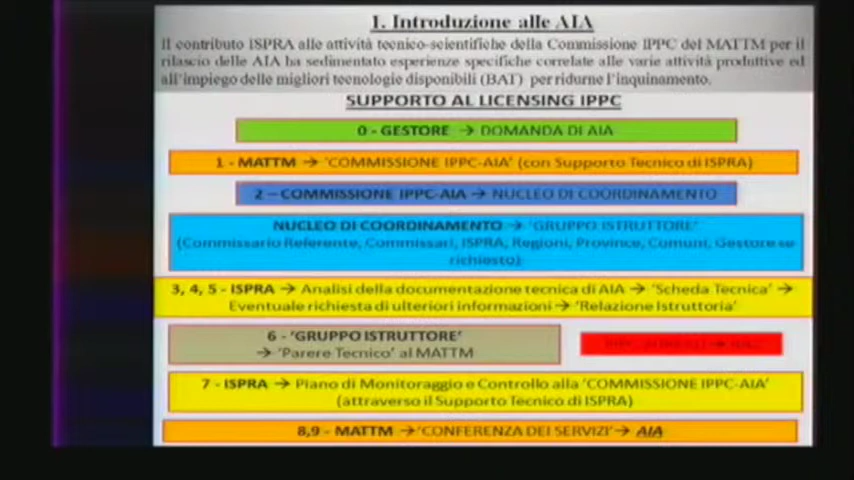 1. Introduzione alle AIA
Il contributo ISPRA alle attività tecnico-scientifiche della Commissione IPPC del MATTM per il
rilascio delle AIA ha sedimentato esperienze specifiche correlate alle varie attività produttive ed
all'impiego delle migliori tecnologie disponibili (BAT) per ridurne l'inquinamento.
SUPPORTO AL LICENSING IPPC
0 - GESTORE → DOMANDA DI AIA
1 - MATTM → 'COMMISSIONE IPPC-AIA' (con Supporto Tecnico di ISPRA)
2 – COMMISSIONE IPPC-AIA → NUCLEO DI COORDINAMENTO
NUCLEO DI COORDINAMENTO → 'GRUPPO ISTRUTTORE'
(Commissario Referente, Commissari, ISPRA, Regioni, Province, Comuni, Gestore se
richiesto)
3, 4, 5 - ISPRA → Analisi della documentazione tecnica di AIA → 'Scheda Tecnica' →
Eventuale richiesta di ulteriori informazioni → 'Relazione Istruttoria'
6 - 'GRUPPO ISTRUTTORE'
→ 'Parere Tecnico' al MATTM
7 - ISPRA → Piano di Monitoraggio e Controllo alla 'COMMISSIONE IPPC-AIA'
(attraverso il Supporto Tecnico di ISPRA)
8,9 - MATTM →'CONFERENZA DEI SERVIZI'→ AIA